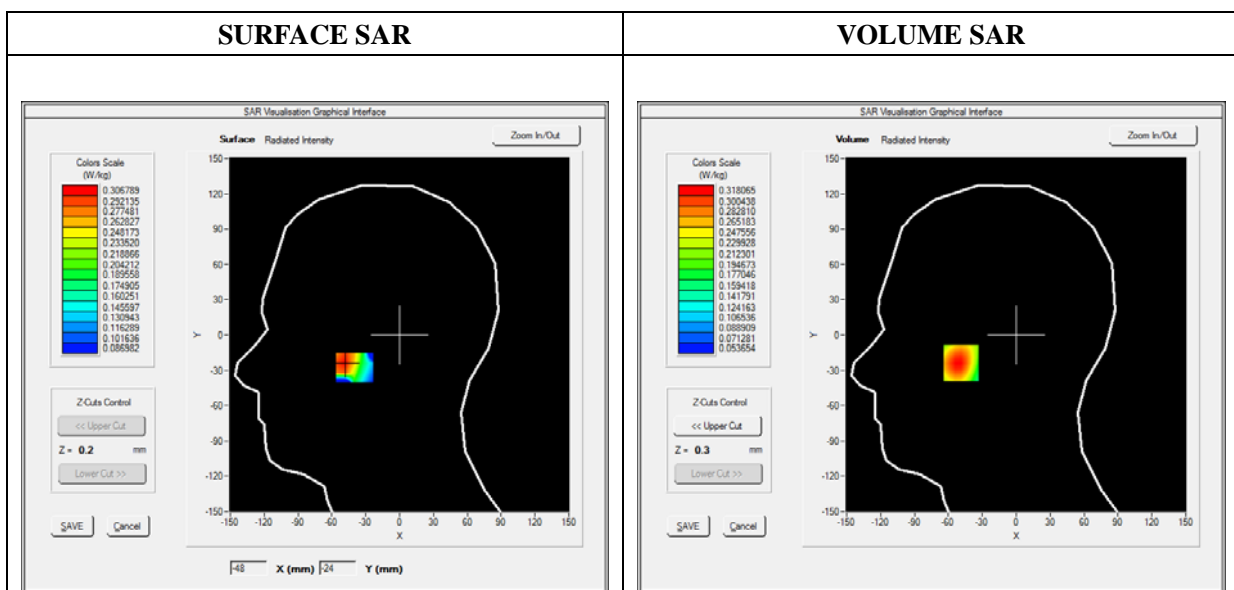 SURFACE SAR
VOLUME SAR
SAR Visualisation Graphical Interface
Surface Radiated Intensity
Zoom In/Out
Colors Scale
(W/kg)
0.306789
0.292135
0.277481
0.262827
0.248173
0.233520
0.218866
0.204212
0.189558
0.174905
0.160251
0.145597
0.130943
0.116289
0.101636
0.086982
Z-Cuts Control
<< Upper Cut
Z = 0.2 mm
Lower Cut >>
SAVE Cancel
150
120
90
60
30
0
-30
-60
-90
-120
-150
Y
-150 -120 -90 -60 -30 0 30 60 90 120 150
X
-48 X (mm) -24 Y (mm)
SAR Visualisation Graphical Interface
Volume Radiated Intensity
Zoom In/Out
Colors Scale
(W/kg)
0.318065
0.300438
0.282810
0.265183
0.247556
0.229928
0.212301
0.194673
0.177046
0.159418
0.141791
0.124163
0.106536
0.088909
0.071281
0.053654
Z-Cuts Control
<< Upper Cut
Z = 0.3 mm
Lower Cut >>
SAVE Cancel
150
120
90
60
30
0
-30
-60
-90
-120
-150
Y
-150 -120 -90 -60 -30 0 30 60 90 120 150
X